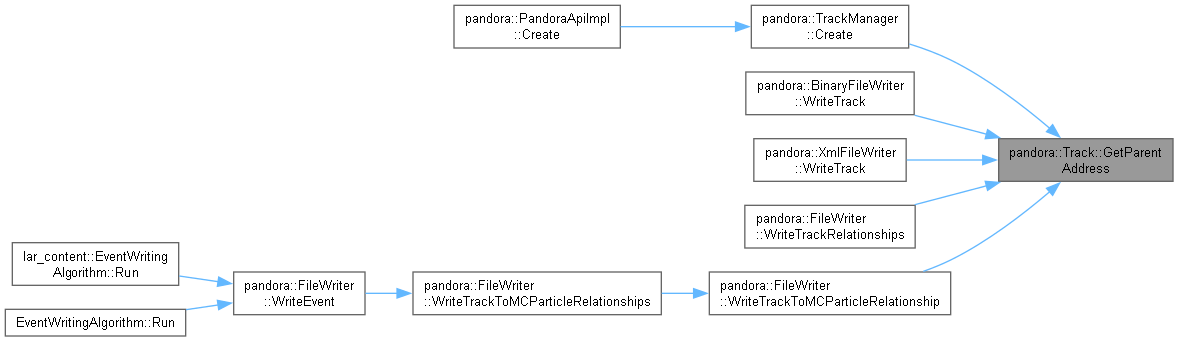 pandora::PandoraApiImpl
::Create
pandora::TrackManager
::Create
pandora::BinaryFileWriter
::WriteTrack
pandora::XmlFileWriter
::WriteTrack
pandora::Track::GetParent
Address
pandora::FileWriter
::WriteTrackRelationships
lar_content::EventWriting
Algorithm::Run
pandora::FileWriter
::WriteEvent
pandora::FileWriter
::WriteTrackToMCParticleRelationships
pandora::FileWriter
::WriteTrackToMCParticleRelationship
EventWritingAlgorithm::Run